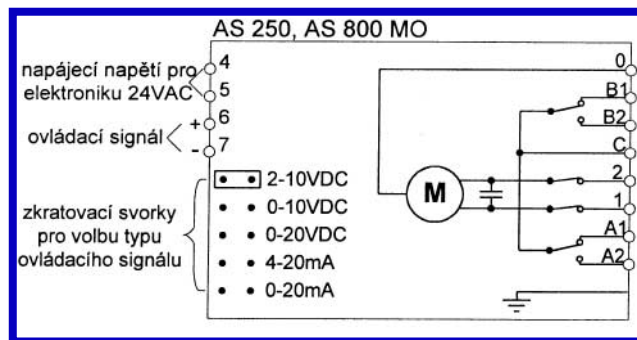 AS 250, AS 800 MO
napájecí napětí pro
elektroniku 24VAC
4
5
ovládací signál
+ 6
- 7
zkratovací svorky
pro volbu typu
ovládacího signálu
2-10VDC
0-10VDC
0-20VDC
4-20mA
0-20mA
M
0
B1
B2
C
2
1
A1
A2